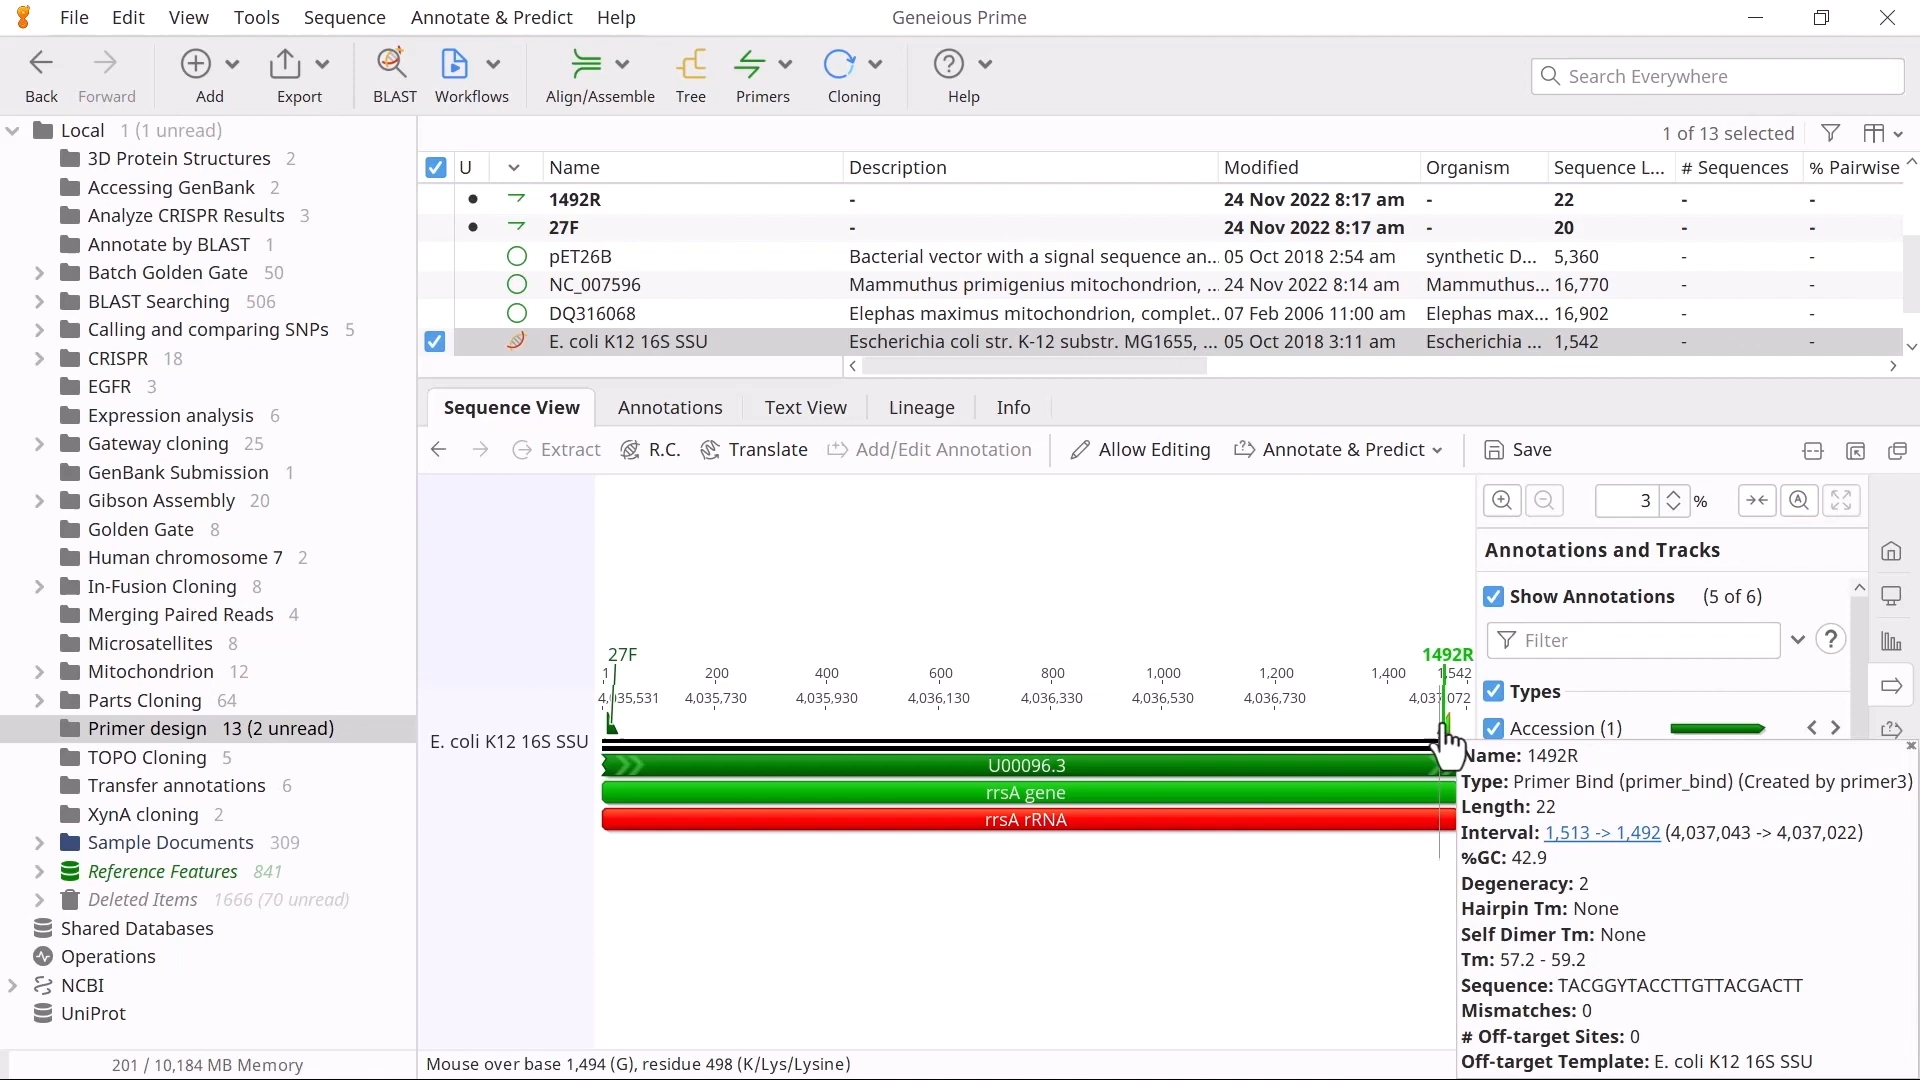 File Edit View Tools Sequence Annotate & Predict Help Geneious Prime
Back Forward Add Export BLAST Workflows Align/Assemble Tree Primers Cloning Help Search Everywhere
Local 1 (1 unread)
3D Protein Structures 2
Accessing GenBank 2
Analyze CRISPR Results 3
Annotate by BLAST 1
Batch Golden Gate 50
BLAST Searching 506
Calling and comparing SNPs 5
CRISPR 18
EGFR 3
Expression analysis 6
Gateway cloning 25
GenBank Submission 1
Gibson Assembly 20
Golden Gate 8
Human chromosome 7 2
In-Fusion Cloning 8
Merging Paired Reads 4
Microsatellites 8
Mitochondrion 12
Parts Cloning 64
Primer design 13 (2 unread)
TOPO Cloning 5
Transfer annotations 6
XynA cloning 2
Sample Documents 309
Reference Features 841
Deleted Items 1666 (70 unread)
Shared Databases
Operations
NCBI
UniProt
201 / 10,184 MB Memory
1 of 13 selected
U Name Description Modified Organism Sequence L... # Sequences % Pairwise
1492R - 24 Nov 2022 8:17 am - 22 - -
27F - 24 Nov 2022 8:17 am - 20 - -
pET26B Bacterial vector with a signal sequence an... 05 Oct 2018 2:54 am synthetic D... 5,360 - -
NC_007596 Mammuthus primigenius mitochondrion, ... 24 Nov 2022 8:14 am Mammuthus... 16,770 - -
DQ316068 Elephas maximus mitochondrion, complet.. 07 Feb 2006 11:00 am Elephas max... 16,902 - -
E. coli K12 16S SSU Escherichia coli str. K-12 substr. MG1655, ... 05 Oct 2018 3:11 am Escherichia ... 1,542 - -
Sequence View Annotations Text View Lineage Info
Extract R.C. Translate Add/Edit Annotation Allow Editing Annotate & Predict Save
3 %
Annotations and Tracks
Show Annotations (5 of 6)
Filter ?
Types
Accession (1)
27F 1492R
1 200 400 600 800 1,000 1,200 1,400 1,542
4,035,531 4,035,730 4,035,930 4,036,130 4,036,330 4,036,530 4,036,730 4,037,072
E. coli K12 16S SSU
U00096.3
rrsA gene
rrsA rRNA
Name: 1492R
Type: Primer Bind (primer_bind) (Created by primer3)
Length: 22
Interval: 1,513 -> 1,492 (4,037,043 -> 4,037,022)
%GC: 42.9
Degeneracy: 2
Hairpin Tm: None
Self Dimer Tm: None
Tm: 57.2 - 59.2
Sequence: TACGGYTACCTTGTTACGACTT
Mismatches: 0
# Off-target Sites: 0
Off-target Template: E. coli K12 16S SSU
Mouse over base 1,494 (G), residue 498 (K/Lys/Lysine)